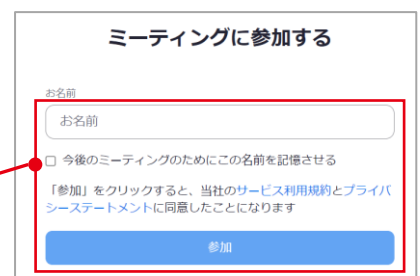 ミーティングに参加する
お名前
お名前
今後のミーティングのためにこの名前を記憶させる
「参加」をクリックすると、当社のサービス利用規約とプライバ
シーステートメントに同意したことになります
参加